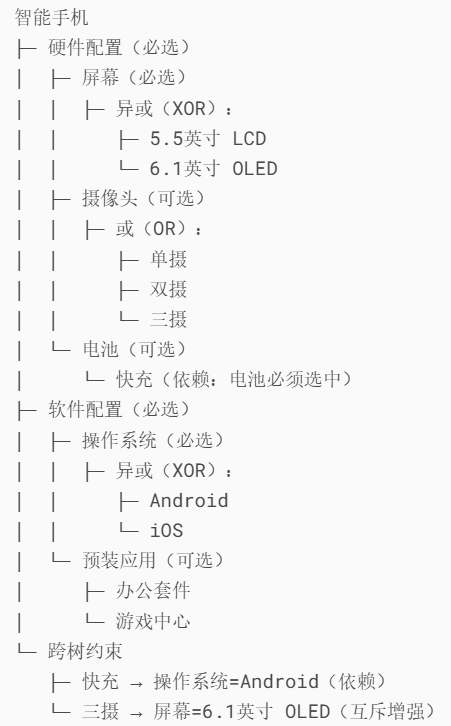 智能手机
├─ 硬件配置（必选）
│  ├─ 屏幕（必选）
│  │  ├─ 异或（XOR）：
│  │     ├─ 5.5英寸 LCD
│  │     └─ 6.1英寸 OLED
│  ├─ 摄像头（可选）
│  │  ├─ 或（OR）：
│  │     ├─ 单摄
│  │     ├─ 双摄
│  │     └─ 三摄
│  └─ 电池（可选）
│     └─ 快充（依赖：电池必须选中）
├─ 软件配置（必选）
│  ├─ 操作系统（必选）
│  │  ├─ 异或（XOR）：
│  │     ├─ Android
│  │     └─ iOS
│  └─ 预装应用（可选）
│     ├─ 办公套件
│     └─ 游戏中心
└─ 跨树约束
   ├─ 快充 → 操作系统=Android（依赖）
   └─ 三摄 → 屏幕=6.1英寸 OLED（互斥增强）